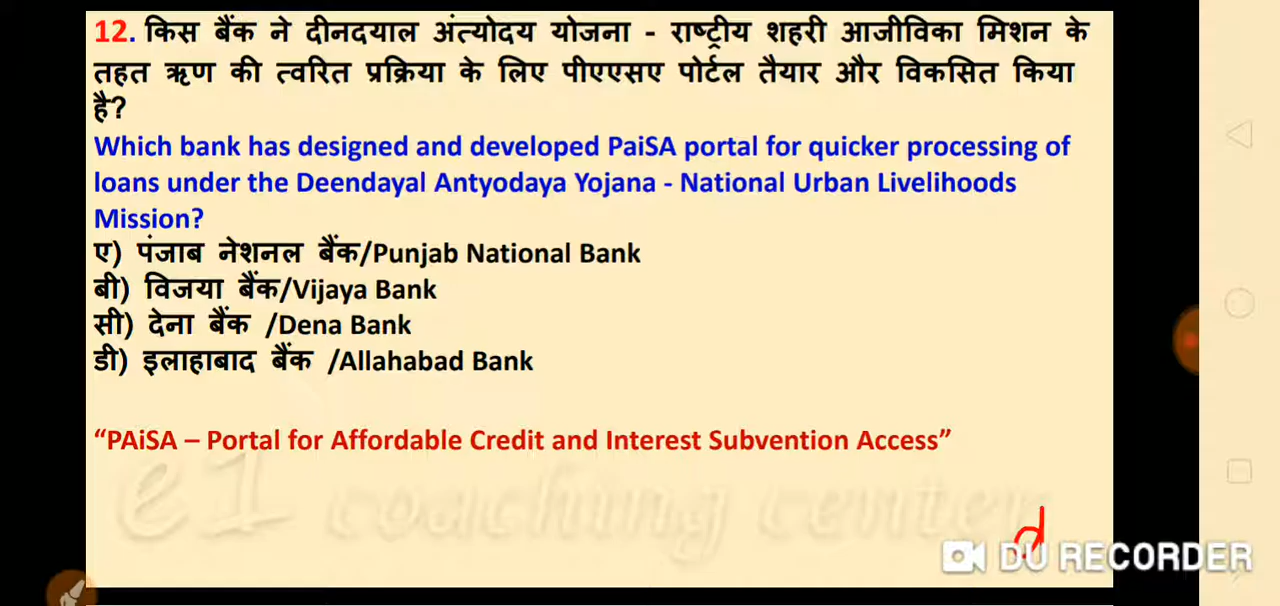 12. किस बैंक ने दीनदयाल अंत्योदय योजना - राष्ट्रीय शहरी आजीविका मिशन के
तहत ऋण की त्वरित प्रक्रिया के लिए पीएएसए पोर्टल तैयार और विकसित किया
है?
Which bank has designed and developed PaiSA portal for quicker processing of
loans under the Deendayal Antyodaya Yojana - National Urban Livelihoods
Mission?
ए) पंजाब नेशनल बैंक/Punjab National Bank
बी) विजया बैंक/Vijaya Bank
सी) देना बैंक /Dena Bank
डी) इलाहाबाद बैंक /Allahabad Bank
“PAiSA – Portal for Affordable Credit and Interest Subvention Access”
e1 coaching center
d
DU RECORDER